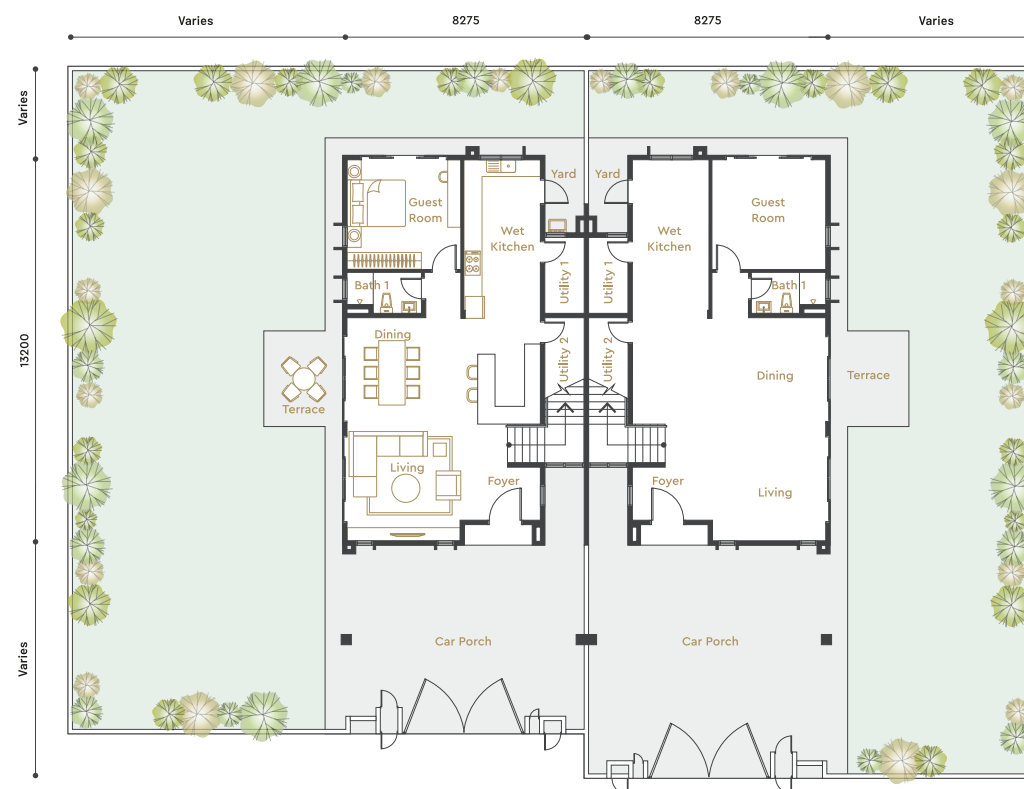 Varies
8275
8275
Varies
Varies
13200
Varies
Guest
Room
Wet
Kitchen
Yard
Yard
Wet
Kitchen
Guest
Room
Bath 1
Utility 1
Utility 1
Bath 1
Dining
Utility 2
Utility 2
Terrace
Dining
Terrace
Living
Foyer
Foyer
Living
Car Porch
Car Porch